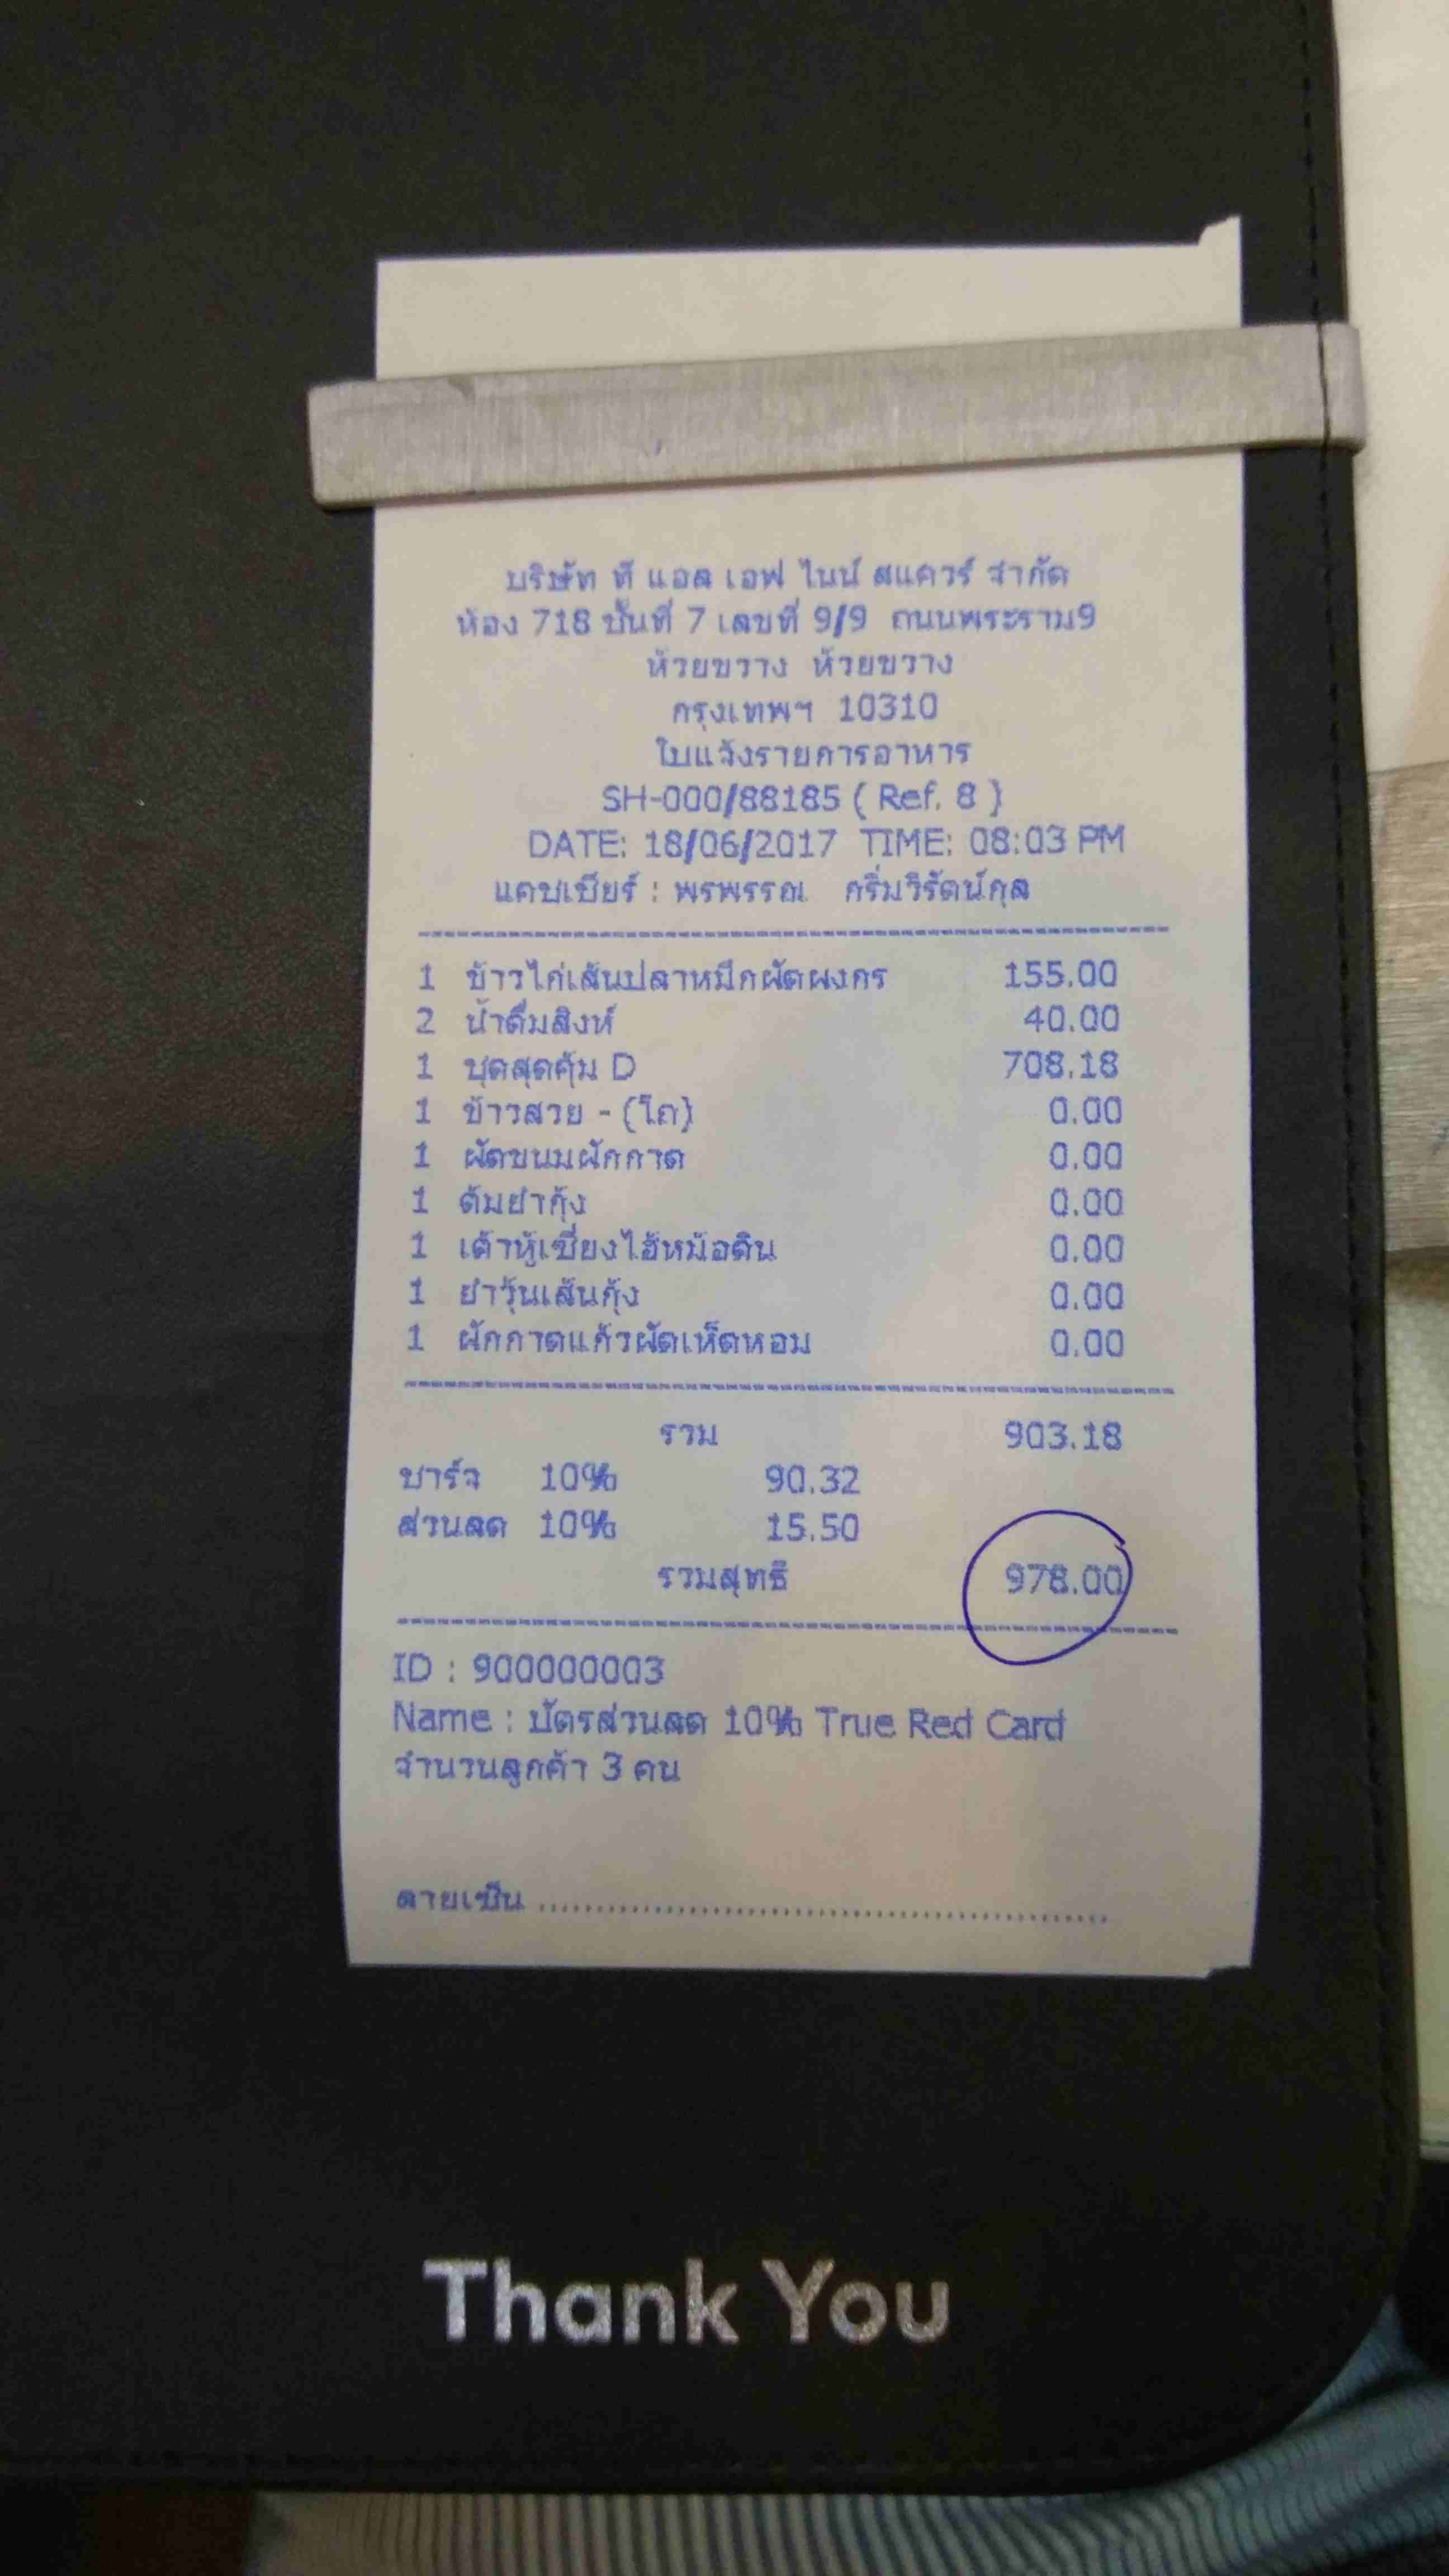 บริษัท ที แอล เอฟ ไนน์ สแควร์ จำกัด
ห้อง 718 ชั้นที่ 7 เลขที่ 9/9 ถนนพระราม9
ห้วยขวาง ห้วยขวาง
กรุงเทพฯ 10310
ใบแจ้งรายการอาหาร
SH-000/88185 ( Ref. 8 )
DATE: 18/06/2017 TIME: 08:03 PM
แคชเชียร์ : พรพรรณ กริ่มวิรัตน์กุล
1 ข้าวไก่เส้นปลาหมึกผัดผงกร 155.00
2 น้ำดื่มสิงห์ 40.00
1 ชุดสุดคุ้ม D 708.18
1 ข้าวสวย - (โถ) 0.00
1 ผัดขนมผักกาด 0.00
1 ต้มยำกุ้ง 0.00
1 เต้าหู้เซี่ยงไฮ้หม้อดิน 0.00
1 ยำวุ้นเส้นกุ้ง 0.00
1 ผักกาดแก้วผัดเห็ดหอม 0.00
รวม 903.18
ชาร์จ 10% 90.32
ส่วนลด 10% 15.50
รวมสุทธิ 978.00
ID : 900000003
Name : บัตรส่วนลด 10% True Red Card
จำนวนลูกค้า 3 คน
ลายเซ็น
Thank You